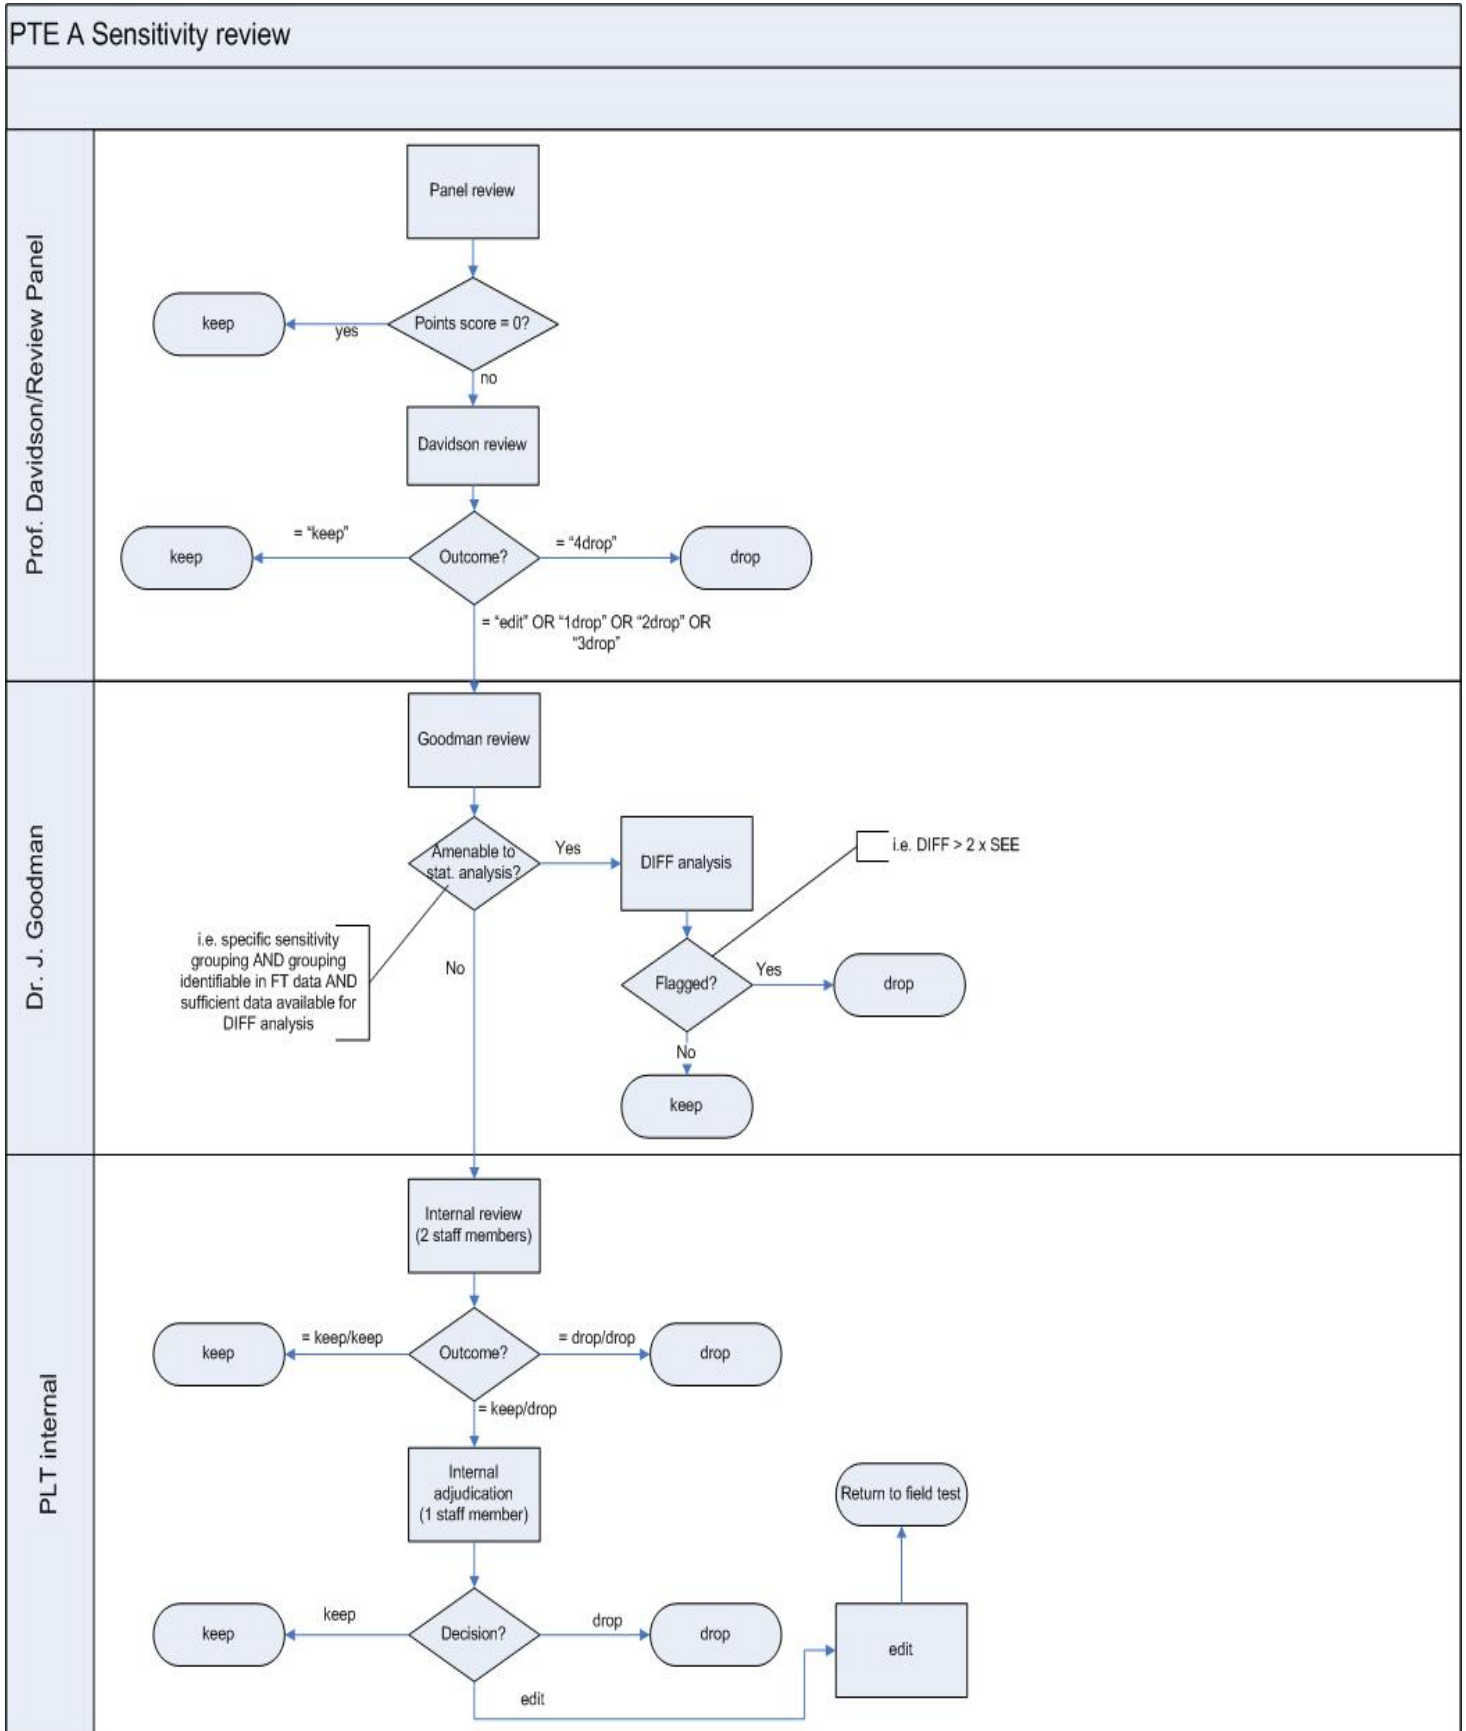 PTE A Sensitivity review
Prof. Davidson/Review Panel
Panel review
keep
yes
Points score = 0?
no
Davidson review
keep
= “keep”
Outcome?
= “4drop”
drop
= “edit” OR “1drop” OR “2drop” OR
“3drop”
Dr. J. Goodman
Goodman review
Amenable to
stat. analysis?
Yes
DIFF analysis
i.e. DIFF > 2 x SEE
i.e. specific sensitivity
grouping AND grouping
identifiable in FT data AND
sufficient data available for
DIFF analysis
No
Flagged?
Yes
drop
No
keep
PLT internal
Internal review
(2 staff members)
keep
= keep/keep
Outcome?
= drop/drop
drop
= keep/drop
Internal
adjudication
(1 staff member)
Return to field test
keep
keep
Decision?
drop
drop
edit
edit